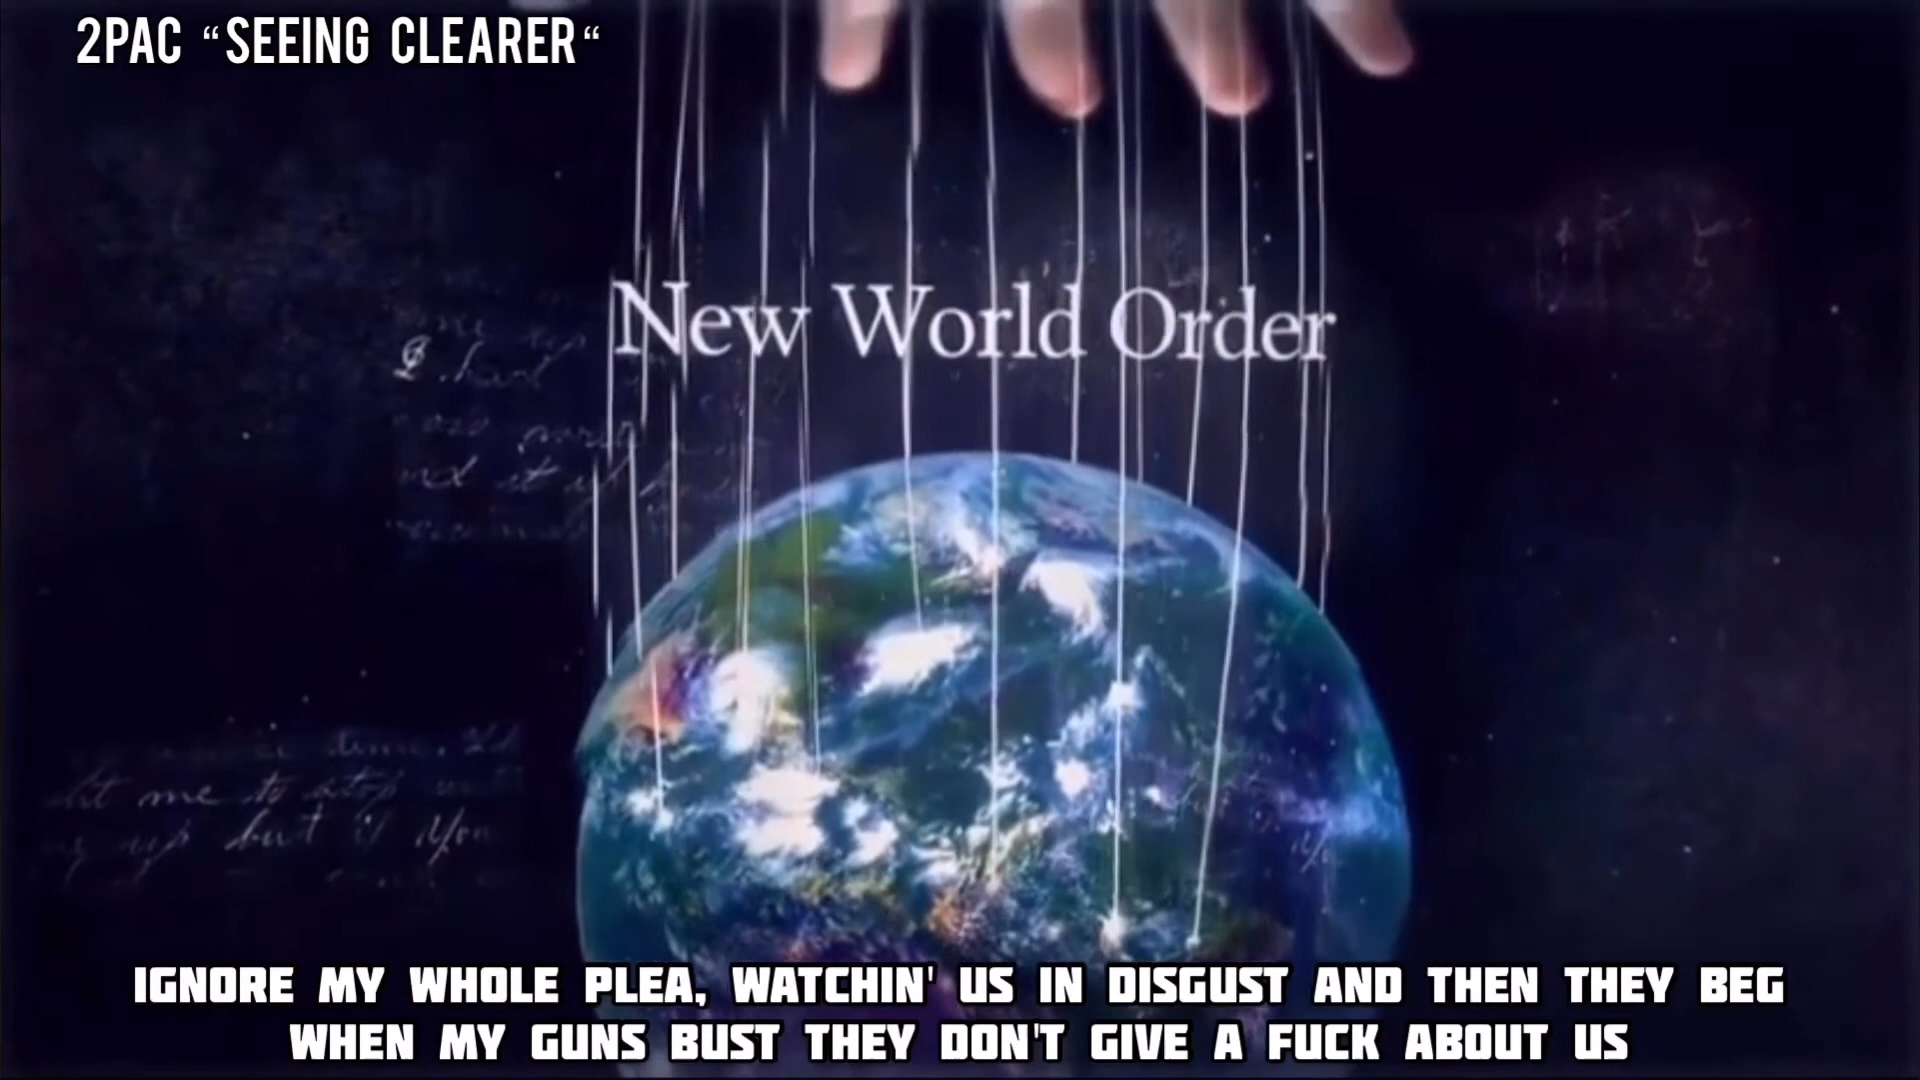 2PAC “SEEING CLEARER“
New World Order
IGNORE MY WHOLE PLEA, WATCHIN' US IN DISGUST AND THEN THEY BEG
WHEN MY GUNS BUST THEY DON'T GIVE A FUCK ABOUT US